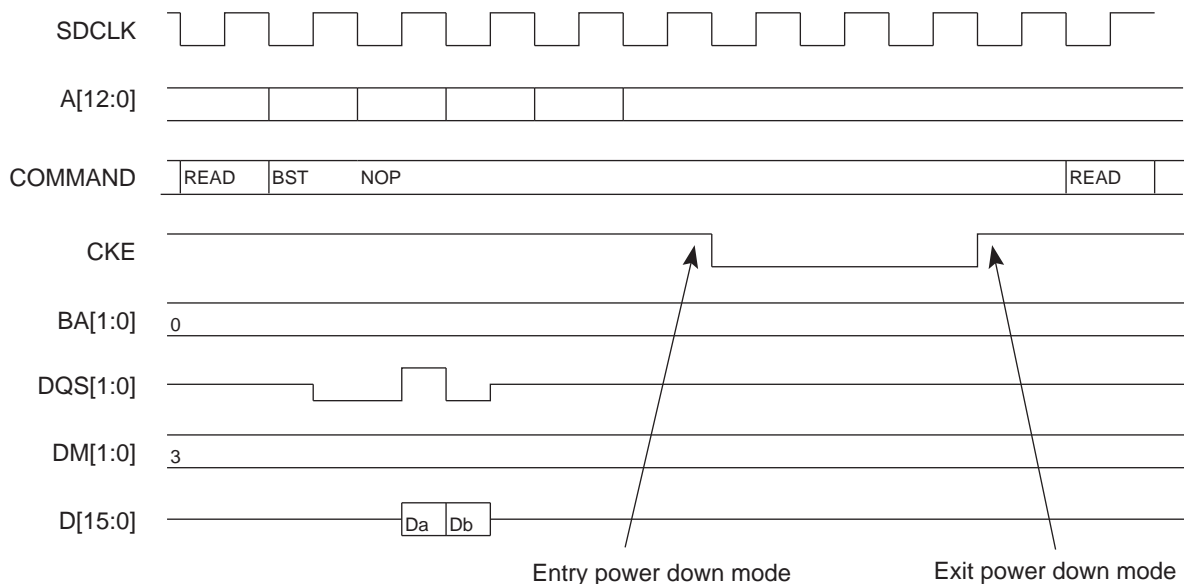 SDCLK
A[12:0]
COMMAND READ BST NOP READ
CKE
BA[1:0] 0
DQS[1:0]
DM[1:0] 3
D[15:0] Da Db
Entry power down mode Exit power down mode